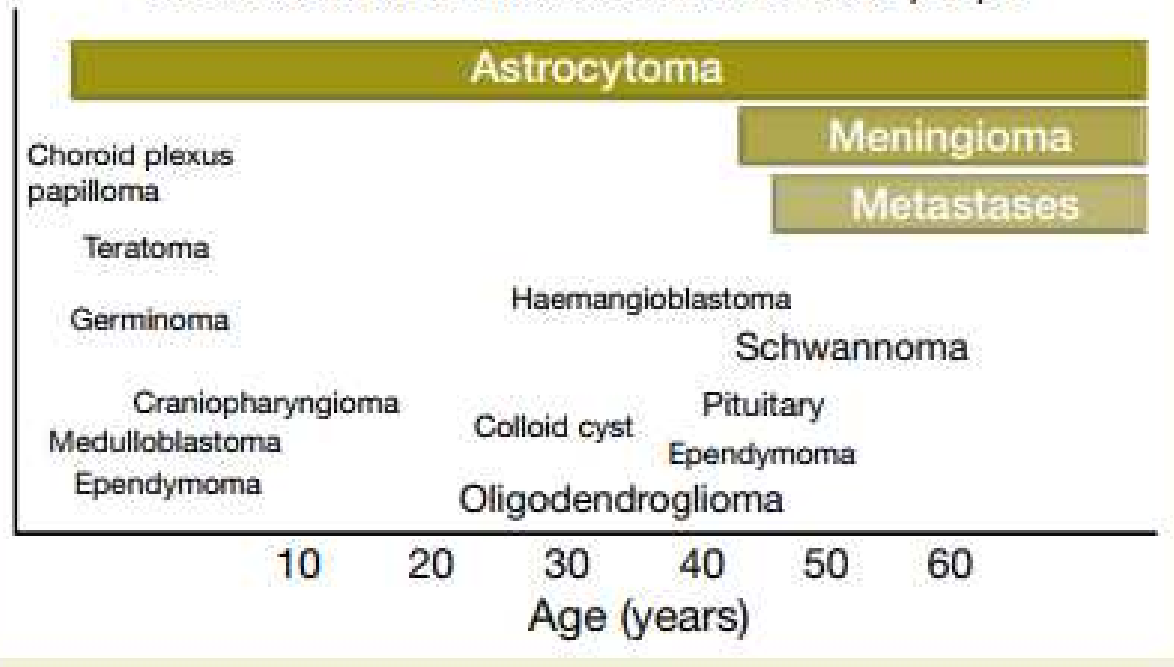 Astrocytoma
Meningioma
Choroid plexus
papilloma
Metastases
Teratoma
Haemangioblastoma
Germinoma
Schwannoma
Craniopharyngioma
Pituitary
Colloid cyst
Medulloblastoma
Ependymoma
Ependymoma
Oligodendroglioma
10 20 30 40 50 60
Age (years)